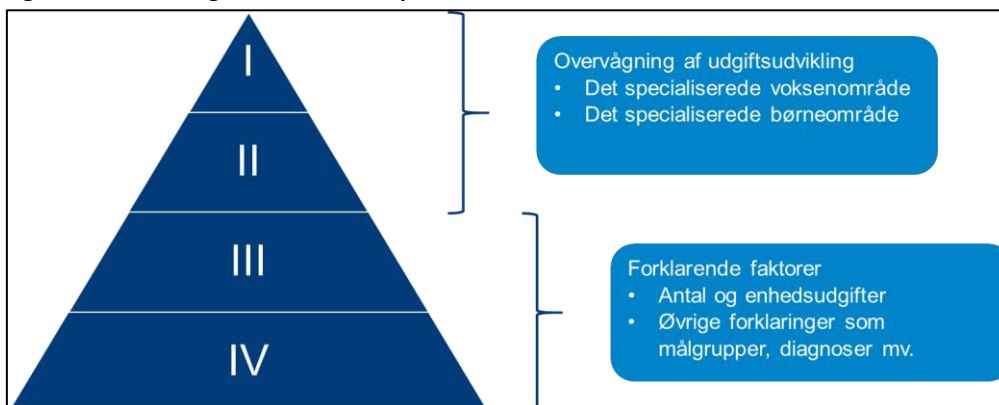 I
II
III
IV
Overvågning af udgiftsudvikling
• Det specialiserede voksenområde
• Det specialiserede børneområde
Forklarende faktorer
• Antal og enhedsudgifter
• Øvrige forklaringer som
målgrupper, diagnoser mv.